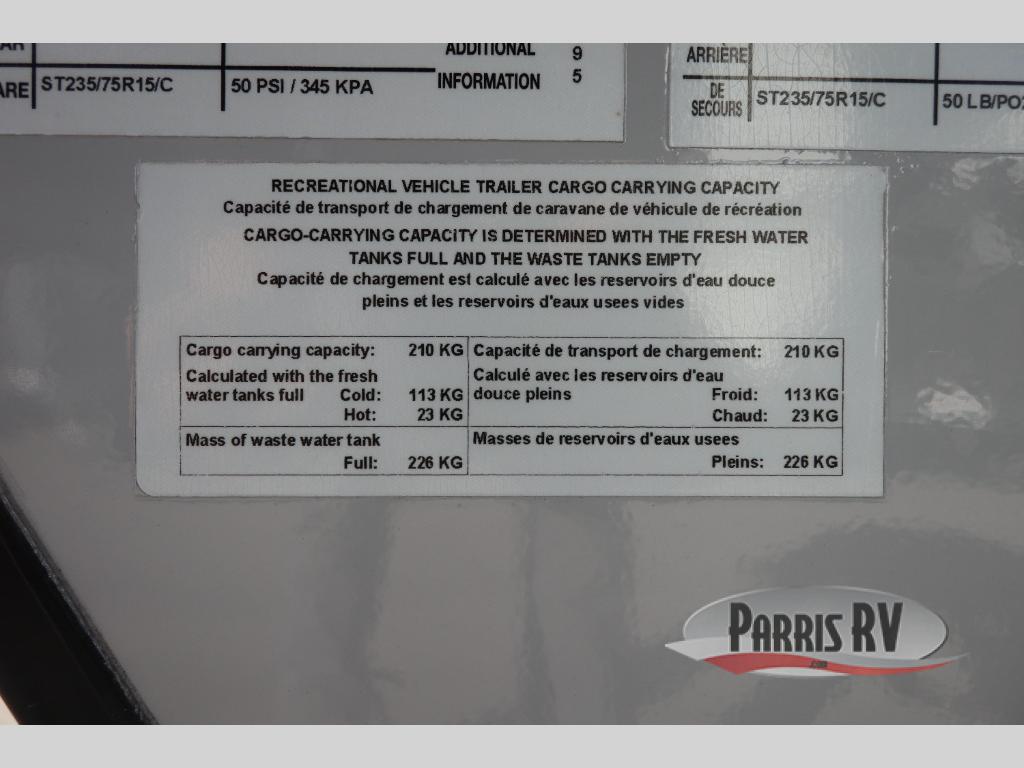 ADDITIONAL 9
ST235/75R15/C 50 PSI / 345 KPA INFORMATION 5
ARRIÈRE
DE
SECOURS ST235/75R15/C 50 LB/PO2
RECREATIONAL VEHICLE TRAILER CARGO CARRYING CAPACITY
Capacité de transport de chargement de caravane de véhicule de récréation
CARGO-CARRYING CAPACITY IS DETERMINED WITH THE FRESH WATER
TANKS FULL AND THE WASTE TANKS EMPTY
Capacité de chargement est calculé avec les reservoirs d'eau douce
pleins et les reservoirs d'eaux usees vides
Cargo carrying capacity: 210 KG Capacité de transport de chargement: 210 KG
Calculated with the fresh Calculé avec les reservoirs d'eau
water tanks full Cold: 113 KG douce pleins Froid: 113 KG
Hot: 23 KG Chaud: 23 KG
Mass of waste water tank Masses de reservoirs d'eaux usees
Full: 226 KG Pleins: 226 KG
PARRIS RV
.com